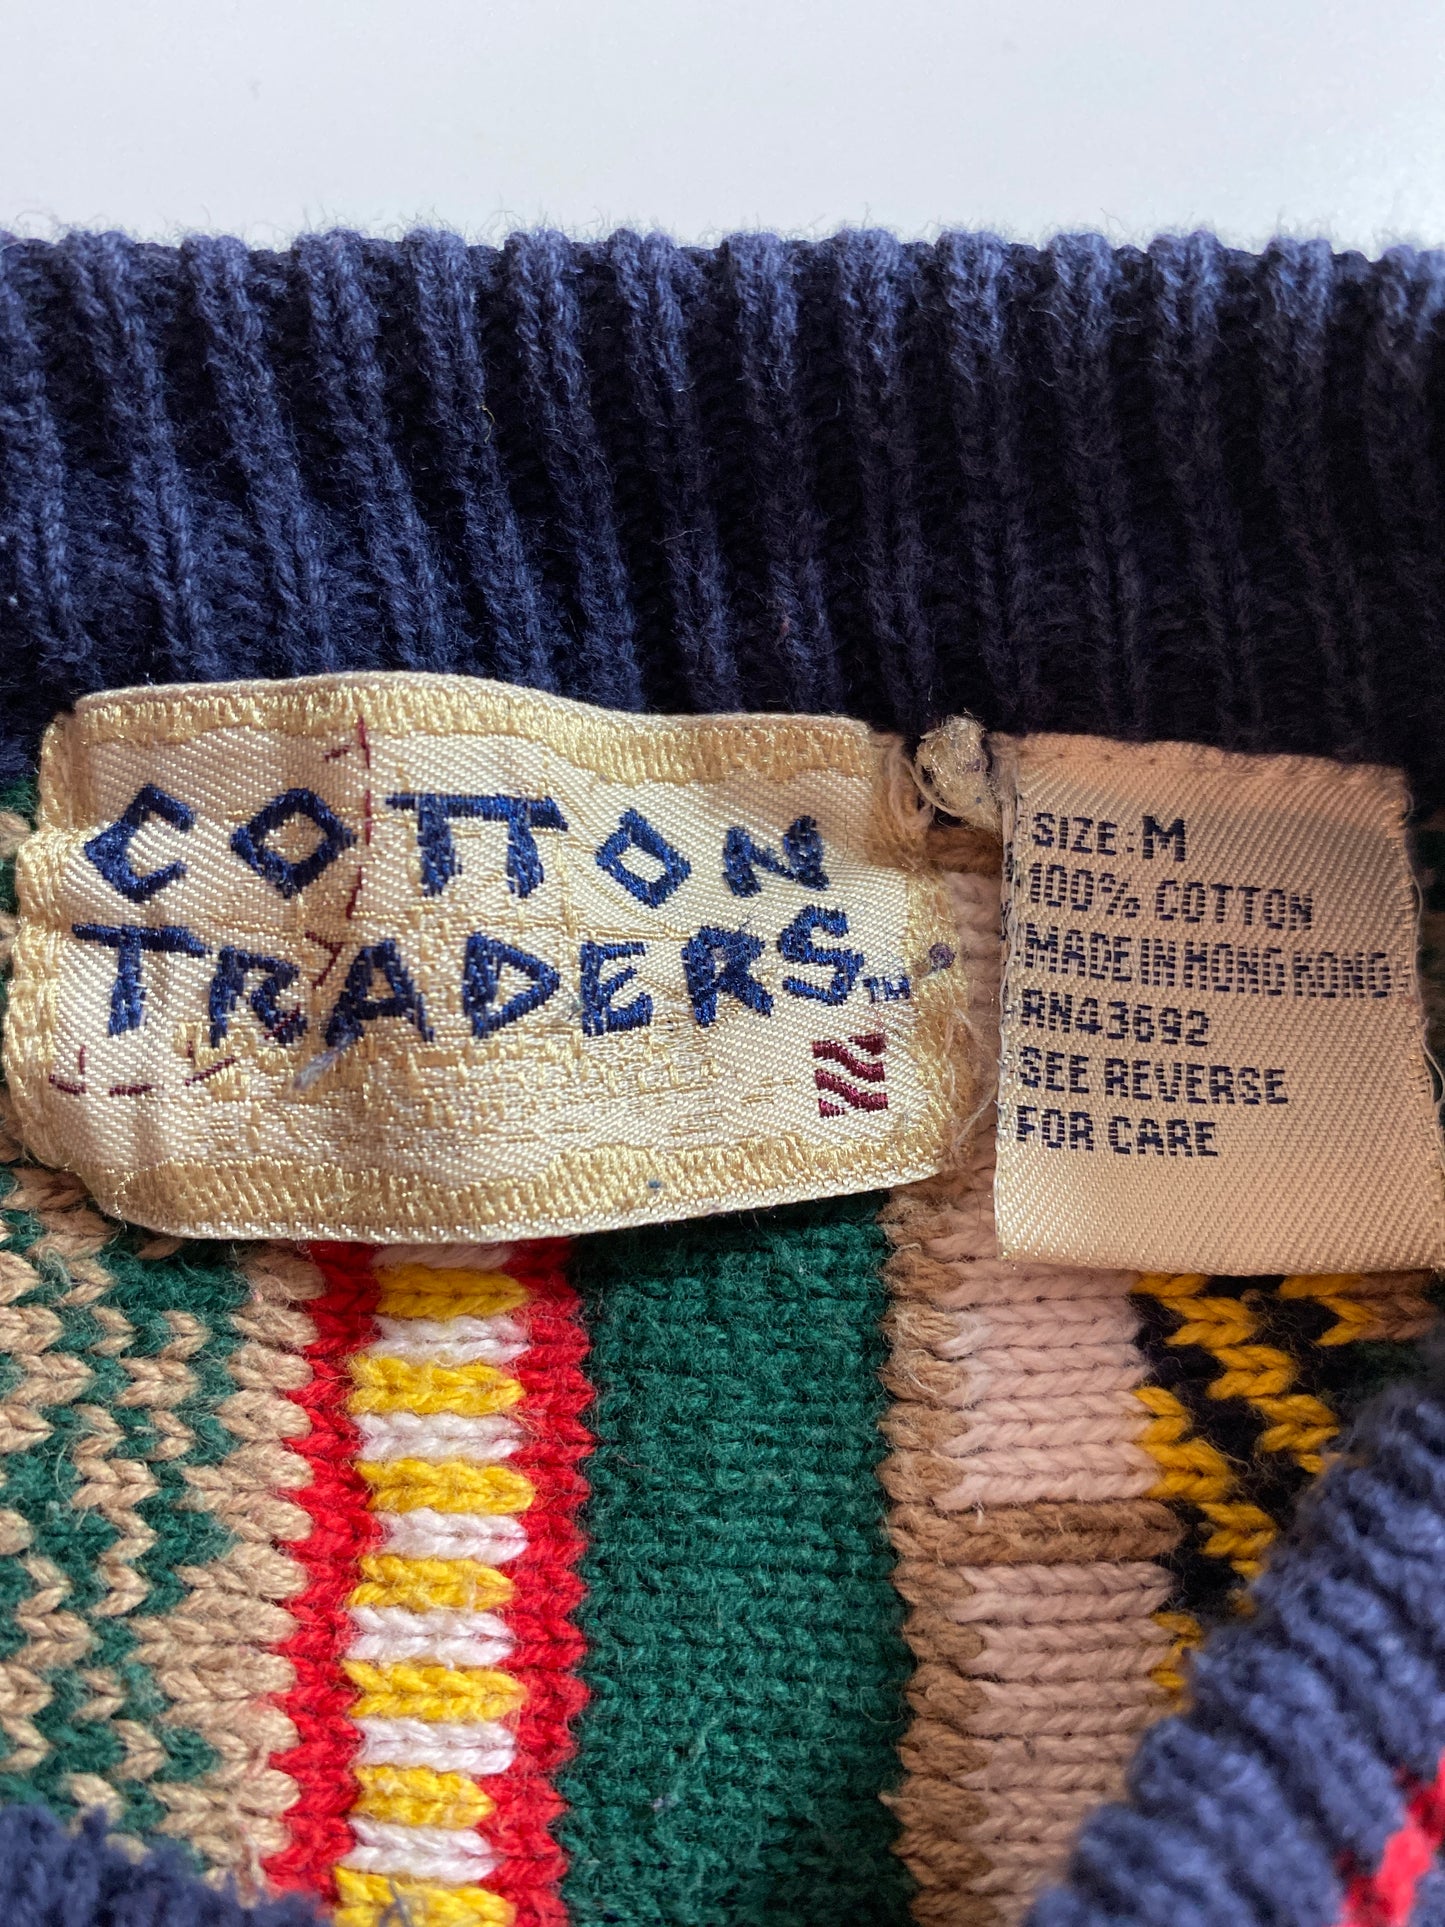 COTTON
TRADERS™
SIZE: M
100% COTTON
MADE IN HONG KONG
RN43692
SEE REVERSE
FOR CARE